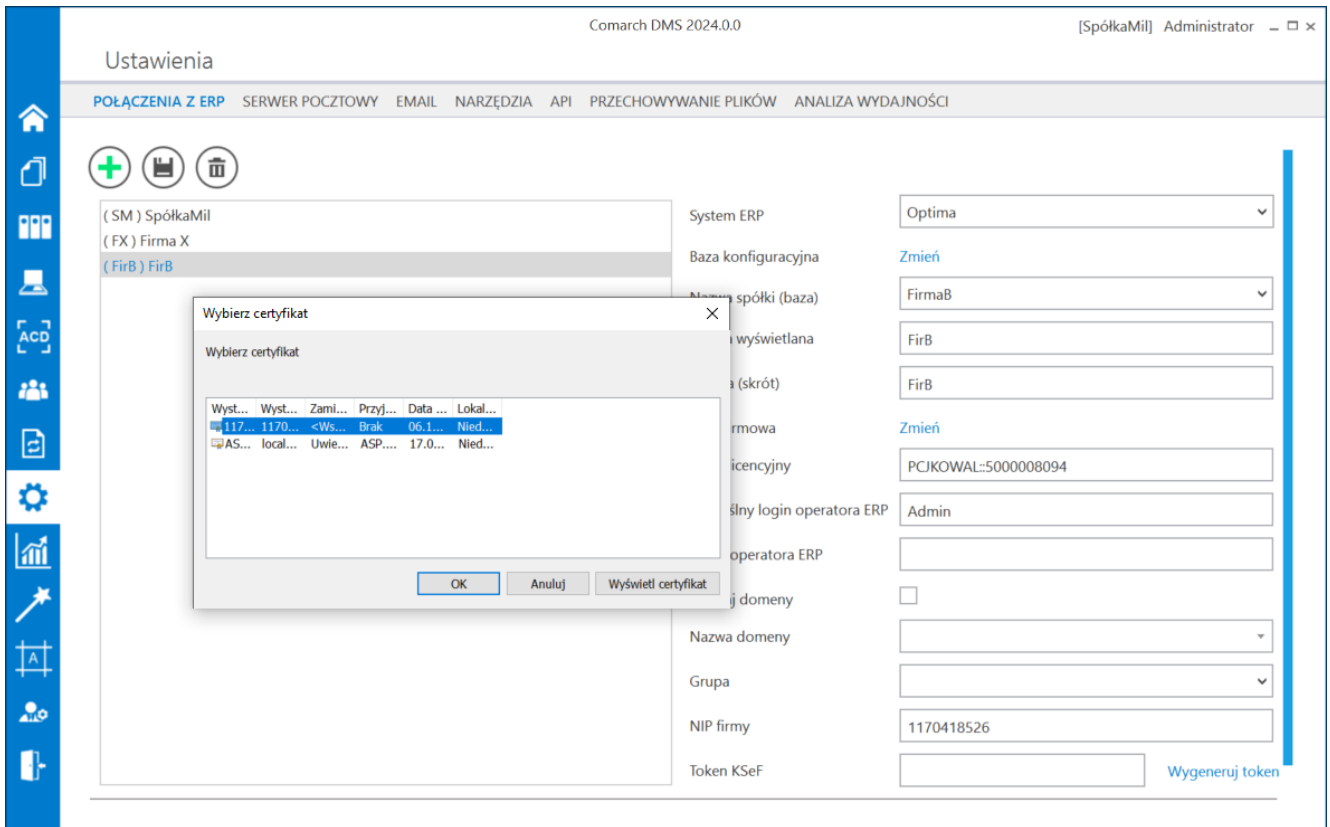 Comarch DMS 2024.0.0
[SpółkaMil] Administrator
Ustawienia
POŁĄCZENIA Z ERP SERWER POCZTOWY EMAIL NARZĘDZIA API PRZECHOWYWANIE PLIKÓW ANALIZA WYDAJNOŚCI
ACD
A
( SM ) SpółkaMil
( FX ) Firma X
( FirB ) FirB
Wybierz certyfikat
Wybierz certyfikat
Wyst... Wyst... Zami... Przyj... Data ... Lokal...
117... 1170... <Ws... Brak 06.1... Nied...
AS... local... Uwie... ASP.... 17.0... Nied...
OK Anuluj Wyświetl certyfikat
System ERP Optima
Baza konfiguracyjna Zmień
spółki (baza) FirmaB
wyświetlana FirB
(skrót) FirB
Zmień
PCJKOWAL::5000008094
login operatora ERP Admin
operatora ERP
domeny
Nazwa domeny
Grupa
NIP firmy 1170418526
Token KSeF Wygeneruj token